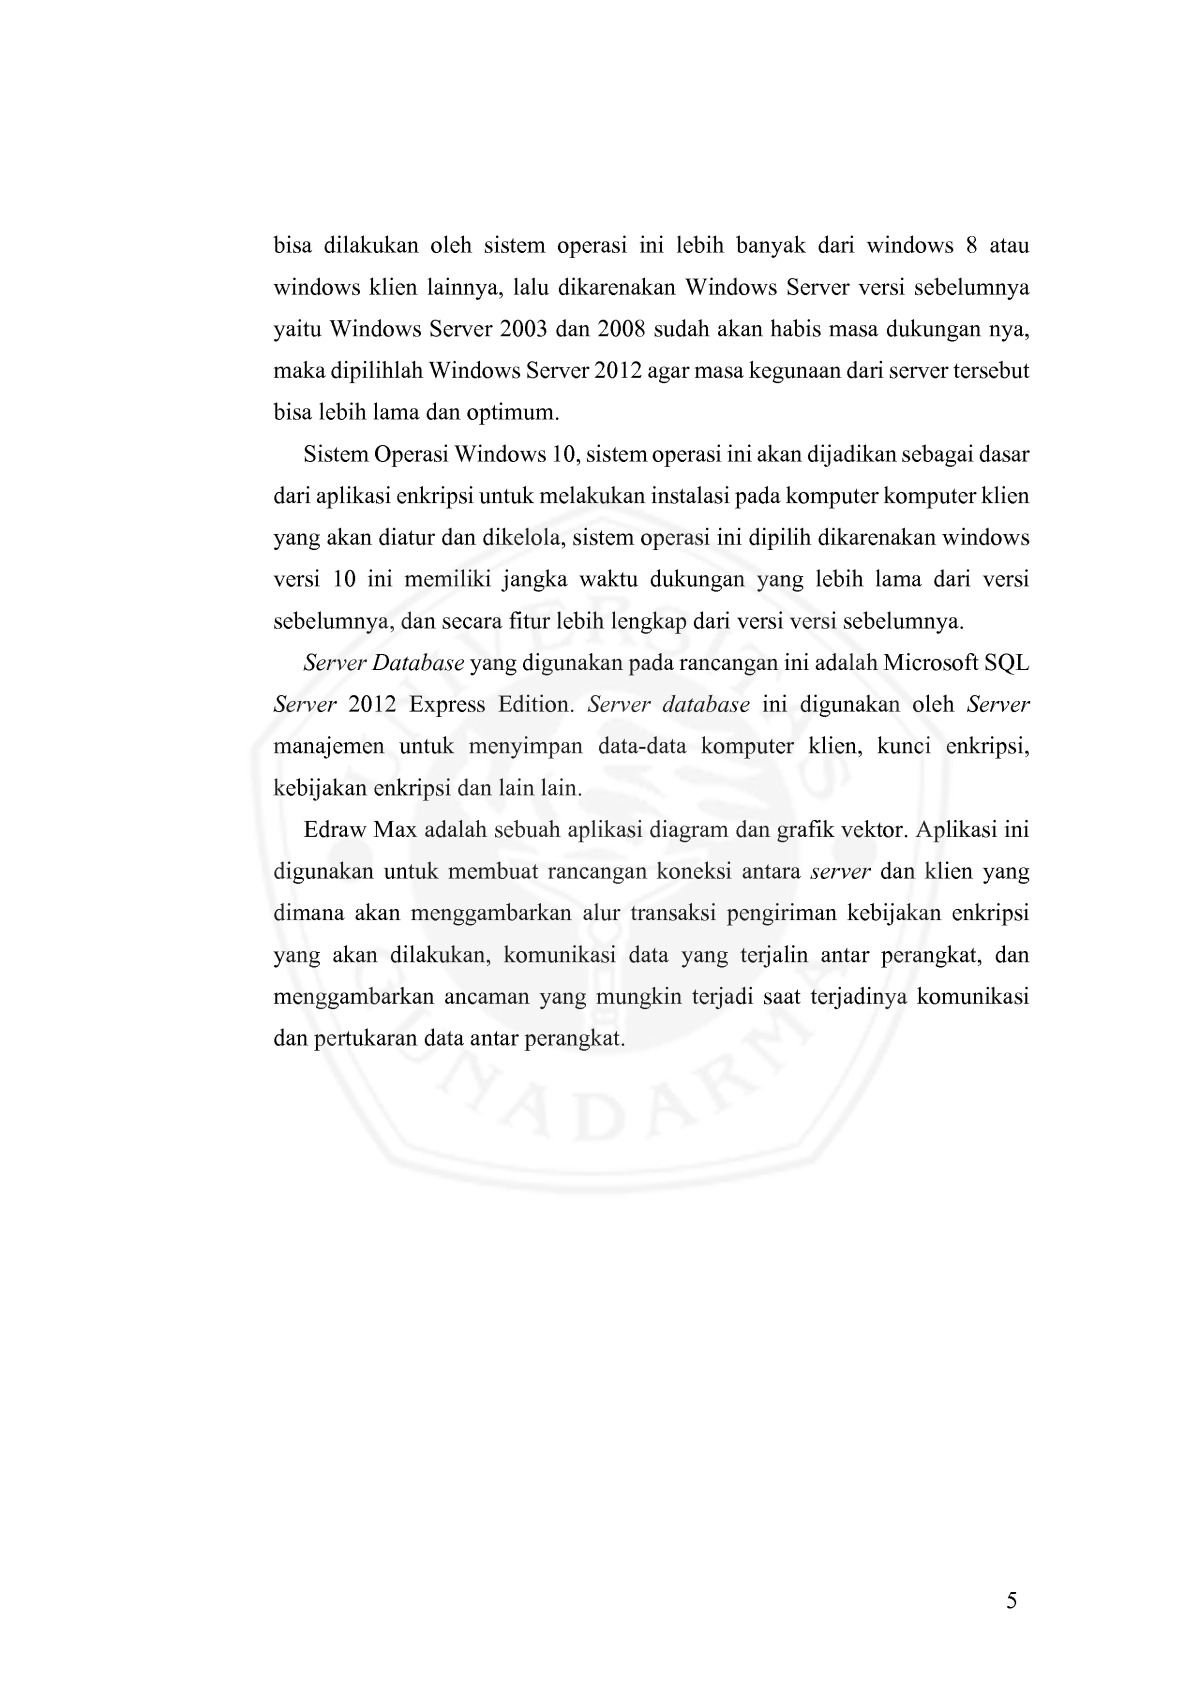 bisa dilakukan oleh sistem operasi ini lebih banyak dari windows 8 atau
windows klien lainnya, lalu dikarenakan Windows Server versi sebelumnya
yaitu Windows Server 2003 dan 2008 sudah akan habis masa dukungan nya,
maka dipilihlah Windows Server 2012 agar masa kegunaan dari server tersebut
bisa lebih lama dan optimum.
Sistem Operasi Windows 10, sistem operasi ini akan dijadikan sebagai dasar
dari aplikasi enkripsi untuk melakukan instalasi pada komputer komputer klien
yang akan diatur dan dikelola, sistem operasi ini dipilih dikarenakan windows
versi 10 ini memiliki jangka waktu dukungan yang lebih lama dari versi
sebelumnya, dan secara fitur lebih lengkap dari versi versi sebelumnya.
Server Database yang digunakan pada rancangan ini adalah Microsoft SQL
Server 2012 Express Edition. Server database ini digunakan oleh Server
manajemen untuk menyimpan data-data komputer klien, kunci enkripsi,
kebijakan enkripsi dan lain lain.
Edraw Max adalah sebuah aplikasi diagram dan grafik vektor. Aplikasi ini
digunakan untuk membuat rancangan koneksi antara server dan klien yang
dimana akan menggambarkan alur transaksi pengiriman kebijakan enkripsi
yang akan dilakukan, komunikasi data yang terjalin antar perangkat, dan
menggambarkan ancaman yang mungkin terjadi saat terjadinya komunikasi
dan pertukaran data antar perangkat.
UNIVERSITAS
GUNADARMA
5